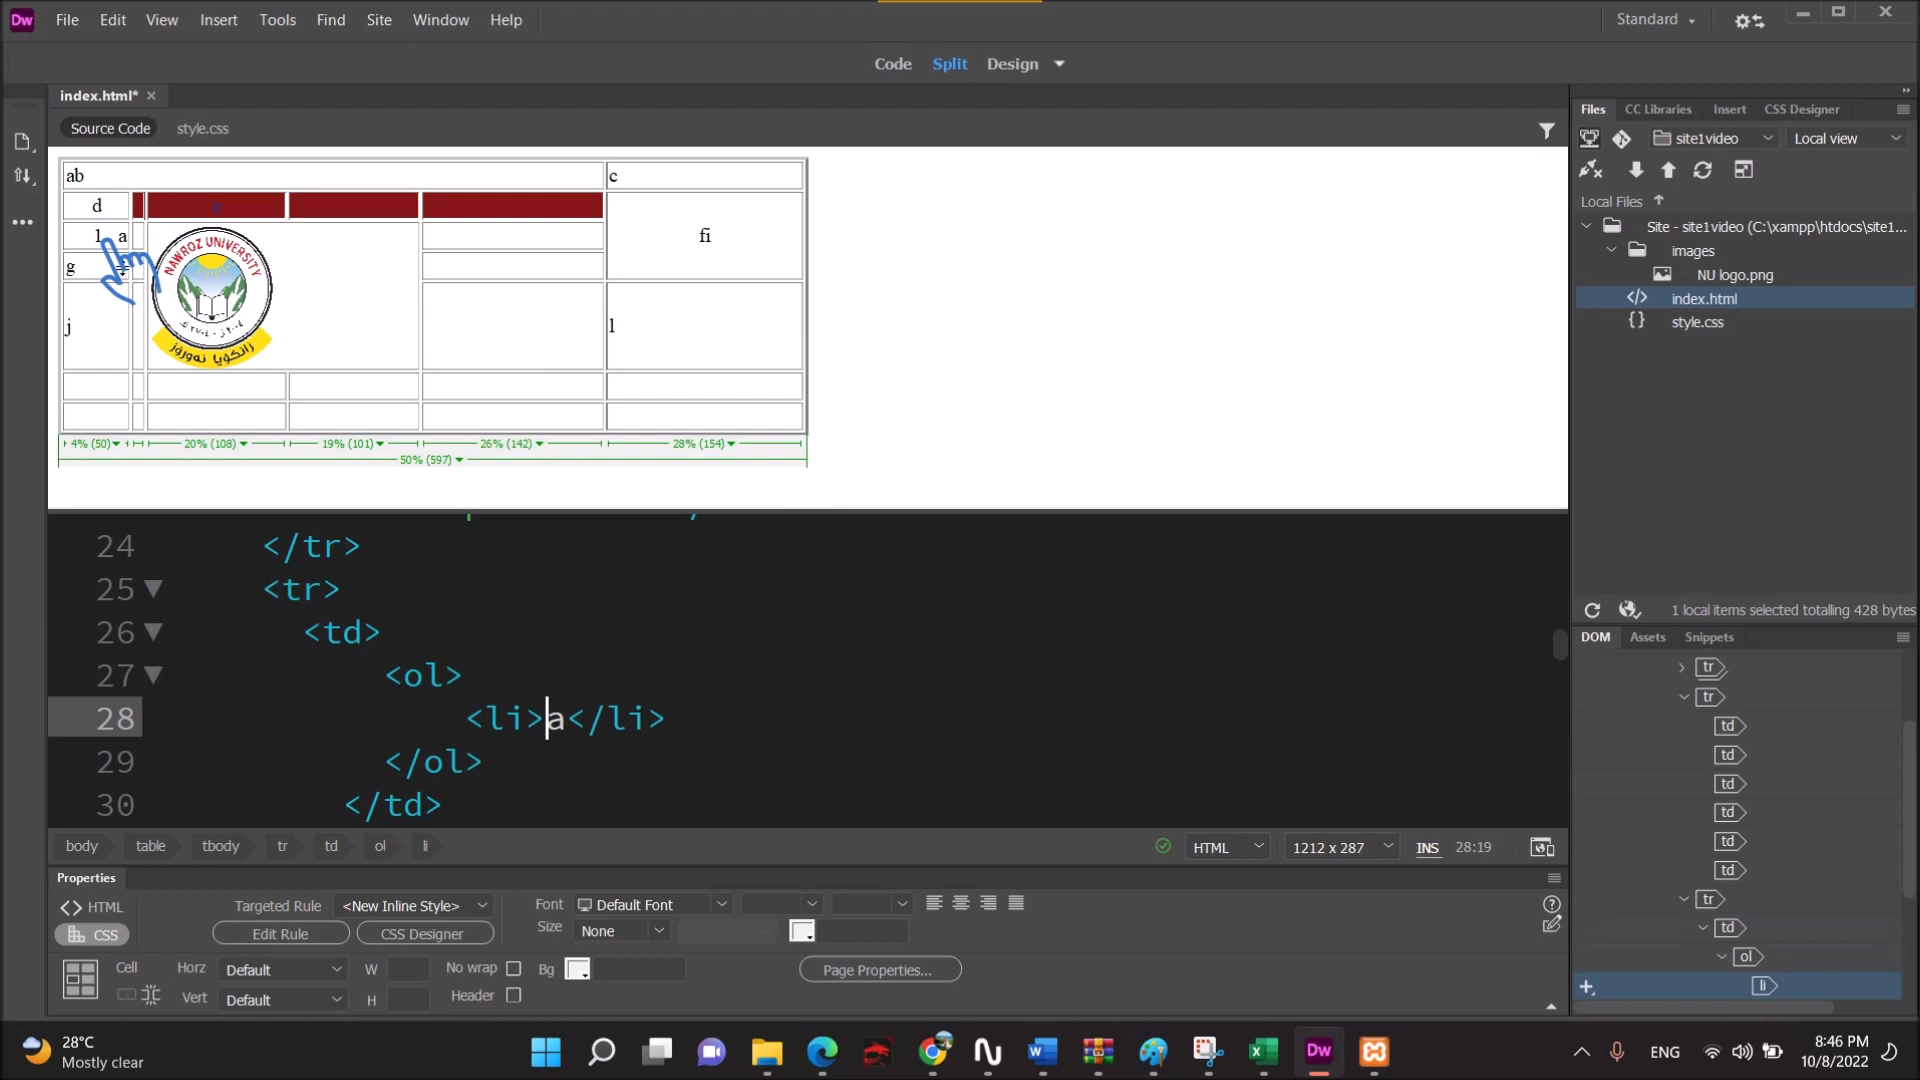 Dw File Edit View Insert Tools Find Site Window Help Standard
Code Split Design
index.html*
Source Code style.css
ab c
d
1 a fi
g
j l
NAWROZ UNIVERSITY
زانكۆیا نەورۆز
4% (50) 20% (108) 19% (101) 26% (142) 28% (154)
50% (597)
24 </tr>
25 <tr>
26 <td>
27 <ol>
28 <li>a</li>
29 </ol>
30 </td>
body table tbody tr td ol li
HTML 1212 x 287 INS 28:19
Properties
<> HTML Targeted Rule <New Inline Style> Font Default Font
CSS Edit Rule CSS Designer Size None
Cell Horz Default W No wrap Bg Page Properties...
Vert Default H Header
Files CC Libraries Insert CSS Designer
site1video Local view
Local Files
Site - site1video (C:\xampp\htdocs\site1...
images
NU logo.png
</> index.html
{} style.css
1 local items selected totalling 428 bytes
DOM Assets Snippets
tr
tr
td
td
td
td
td
td
tr
td
ol
li
28°C
Mostly clear
Dw
ENG
8:46 PM
10/8/2022